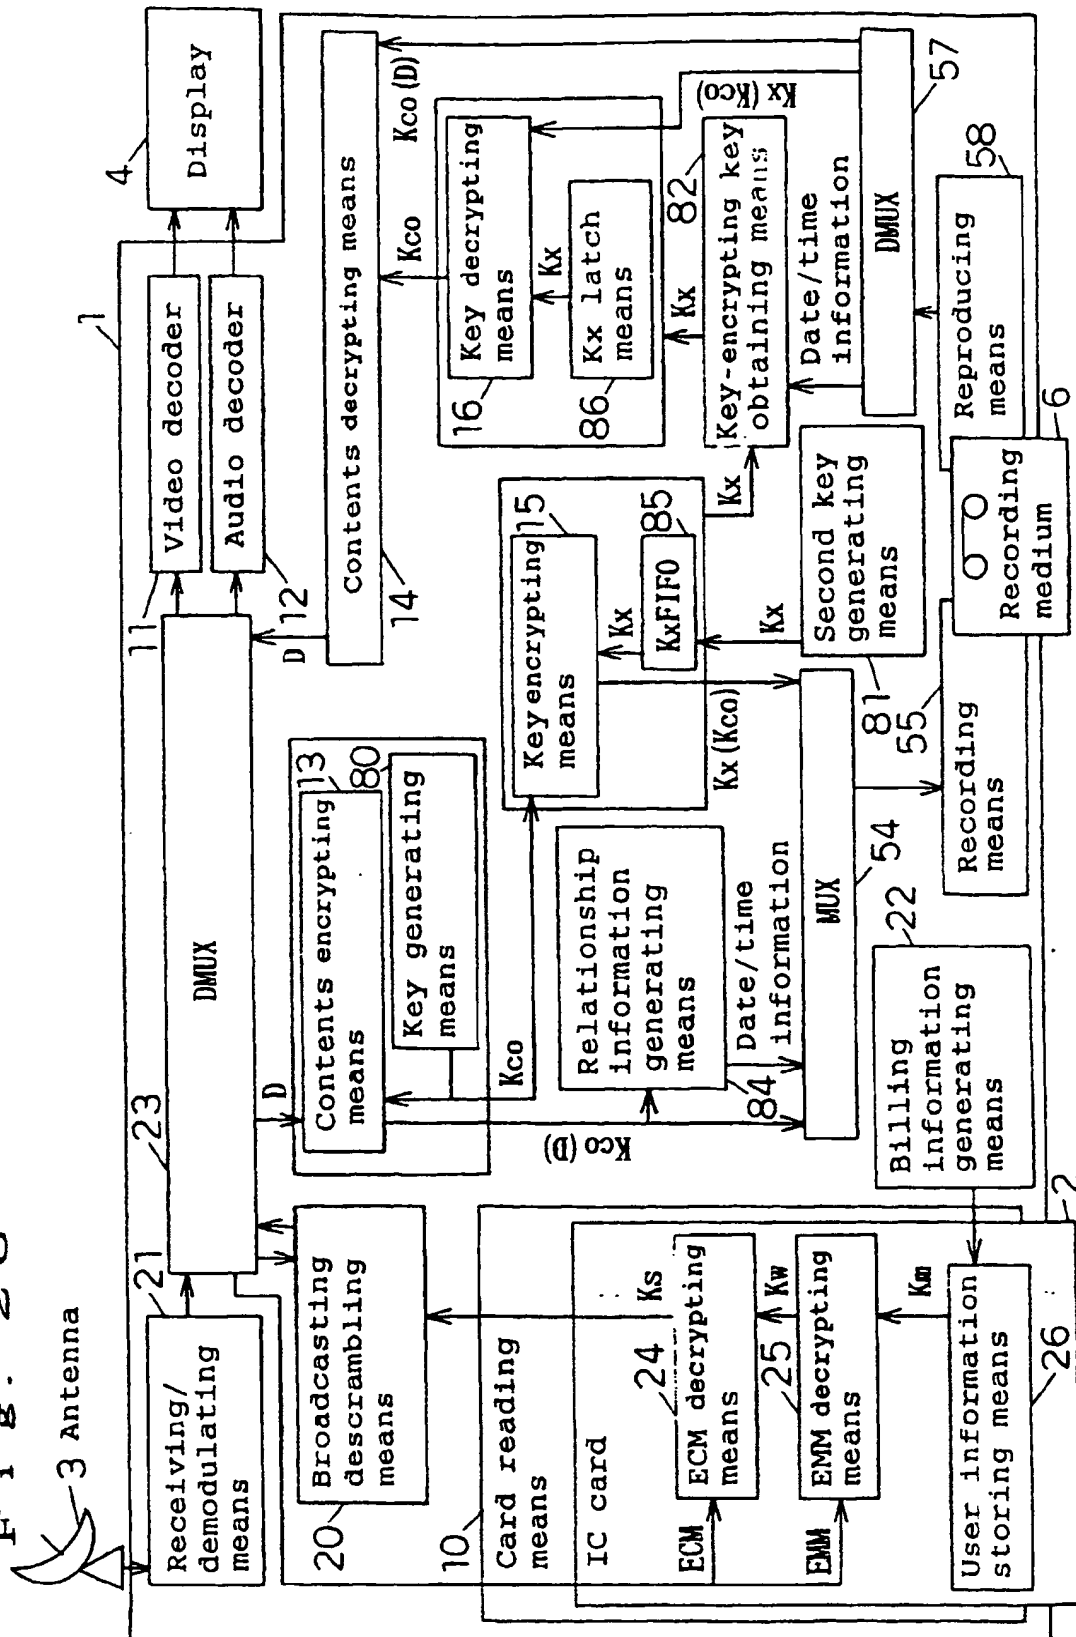 Fig. 26
3 Antenna
21
Receiving/
demodulating
means
23
DMUX
11
Video decoder
12
Audio decoder
1
4
Display
20
Broadcasting
descrambling
means
D
13
Contents encrypting
means
80
Key generating
means
Kco
Kco(D)
D
14
Contents decrypting means
Kco(D)
Kco
16
Key decrypting
means
Kx
86
Kx latch
means
Kx(Kco)
15
Key encrypting
means
Kx
85
KxFIFO
Kx
Kx
Kx
82
Key-encrypting key
obtaining means
Date/time
information
57
DMUX
Kx(Kco)
81
Second key
generating
means
Relationship
information
generating
means
84
Date/time
information
MUX
54
55
Recording
means
Recording
medium
6
Reproducing
means
58
10
Card reading
means
IC card
Ks
24
ECM decrypting
means
ECM
Kw
25
EMM decrypting
means
EMM
Km
User information
storing means
26
2
Billing
information
generating
means
22